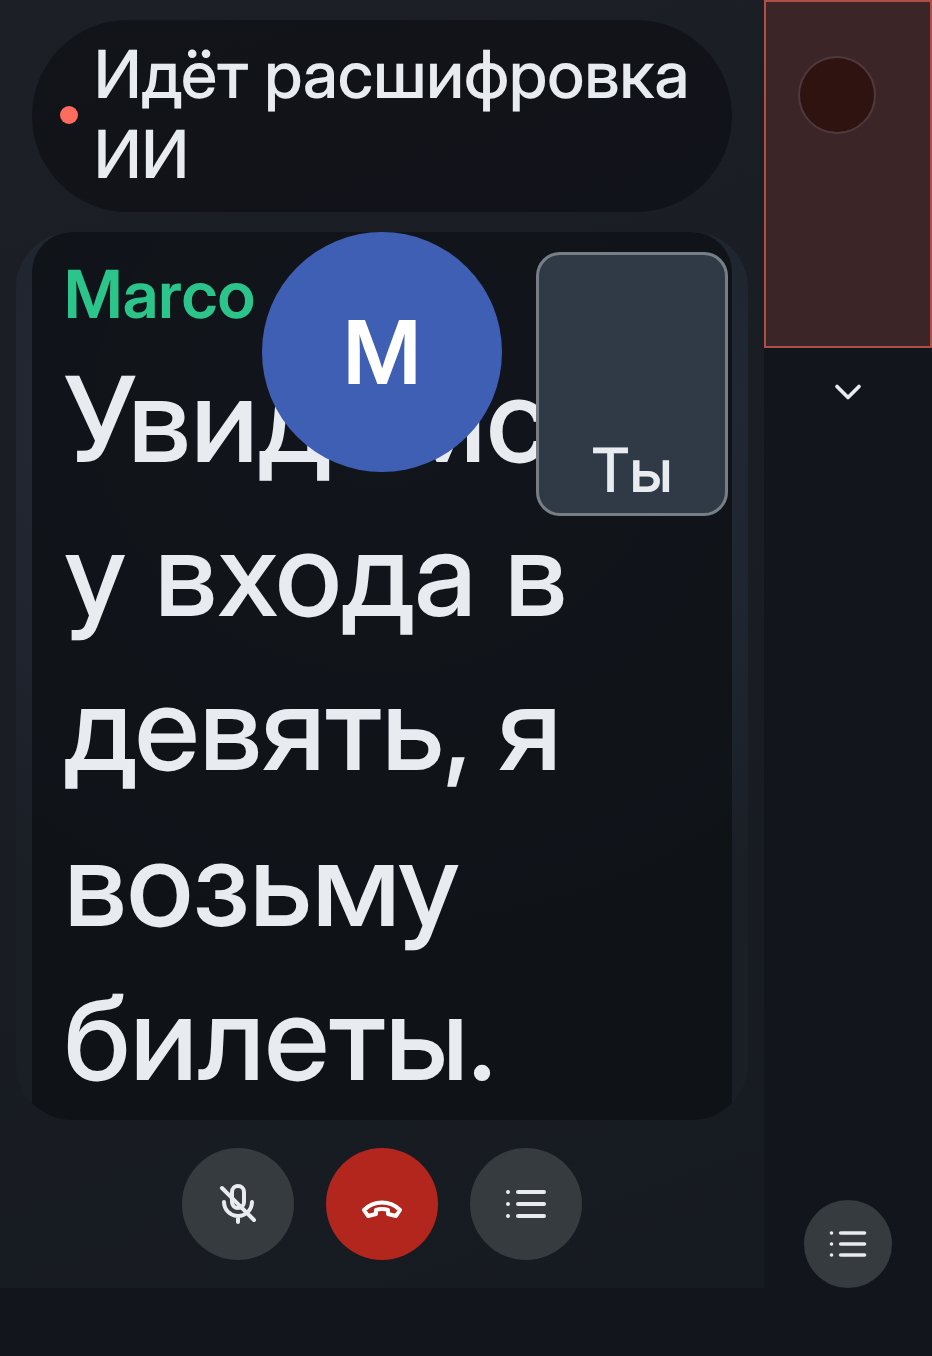 Идёт расшифровка
ИИ
Marco
М
у входа в
девять, я
возьму
билеты.
Ты